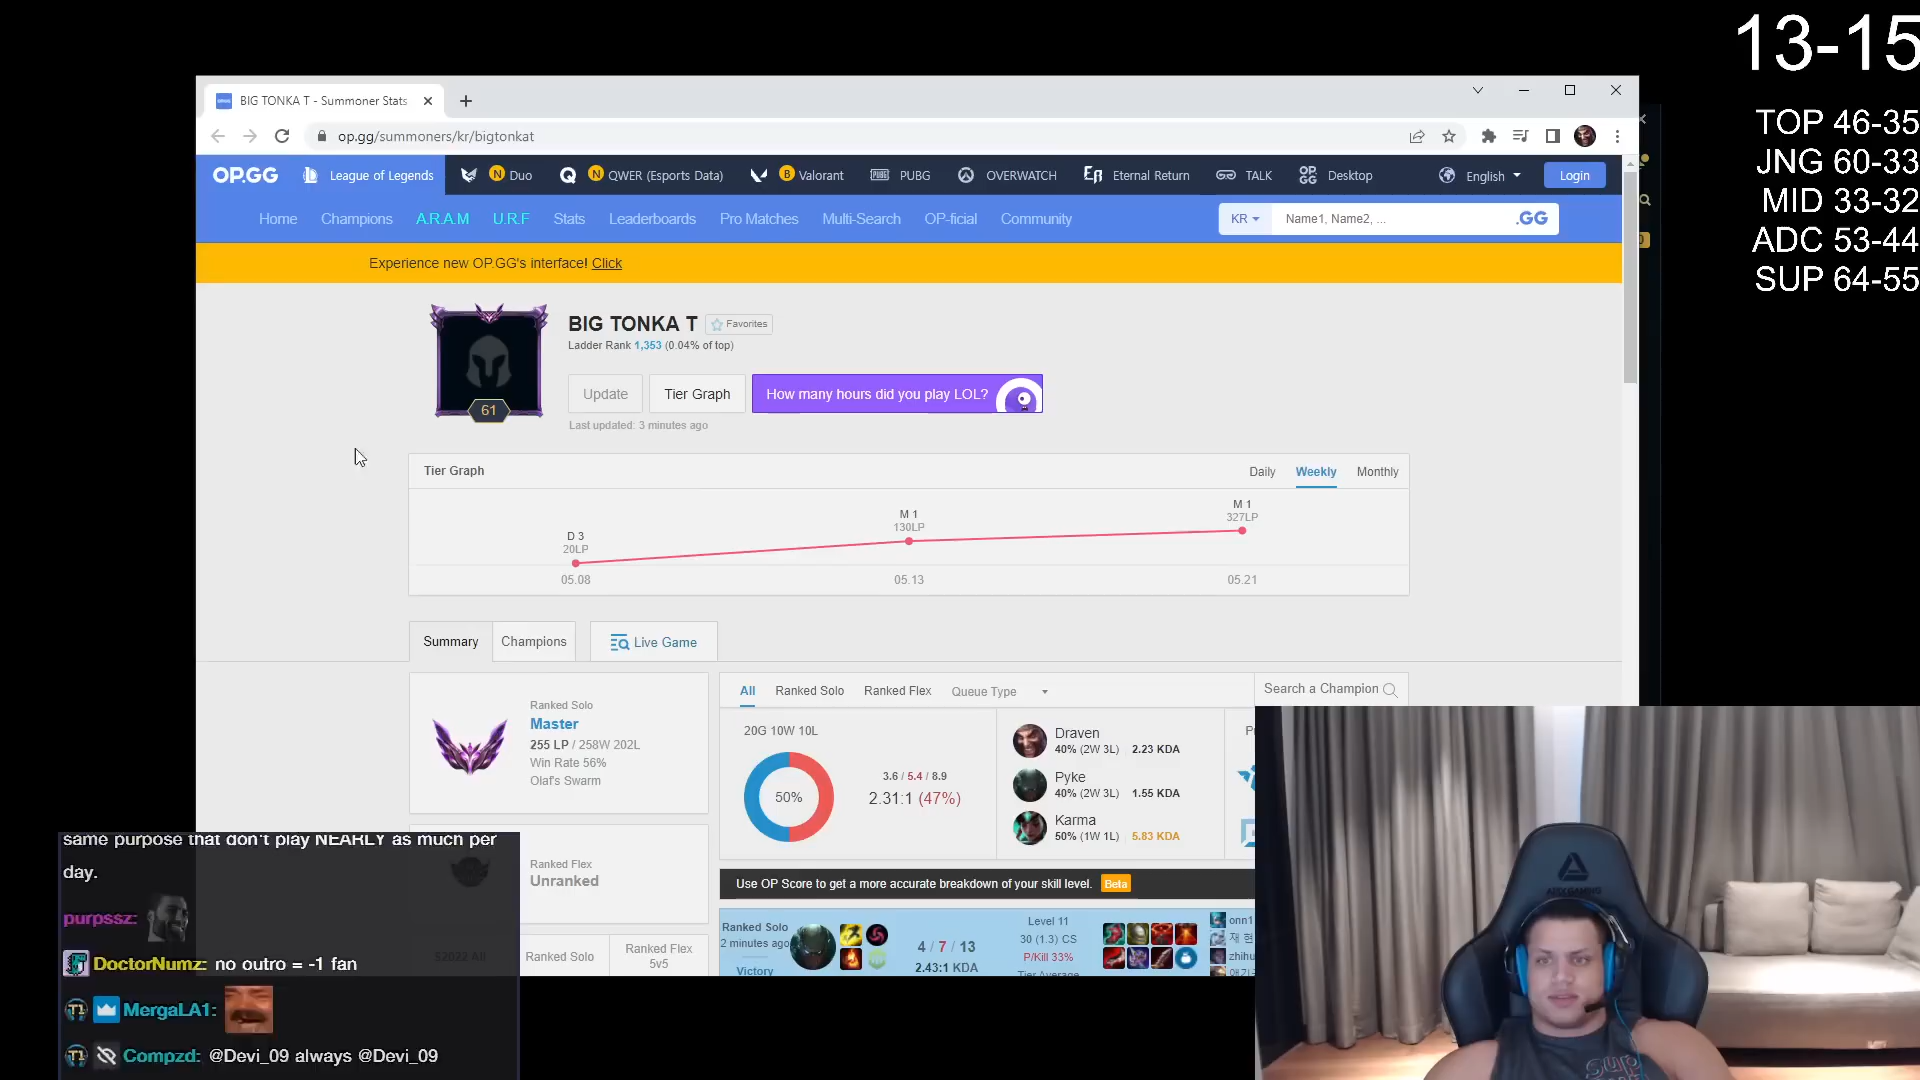 13-15
TOP 46-35
JNG 60-33
MID 33-32
ADC 53-44
SUP 64-55
BIG TONKA T - Summoner Stats
op.gg/summoners/kr/bigtonkat
OP.GG League of Legends N Duo N QWER (Esports Data) B Valorant PUBG OVERWATCH Eternal Return TALK Desktop English Login
Home Champions A.R.A.M U.R.F Stats Leaderboards Pro Matches Multi-Search OP-ficial Community KR Name1, Name2, ... .GG
Experience new OP.GG's interface! Click
BIG TONKA T Favorites
Ladder Rank 1,353 (0.04% of top)
61
Update Tier Graph How many hours did you play LOL?
Last updated: 3 minutes ago
Tier Graph Daily Weekly Monthly
D 3
20LP
M 1
130LP
M 1
327LP
05.08 05.13 05.21
Summary Champions Live Game
Ranked Solo
Master
255 LP / 258W 202L
Win Rate 56%
Olaf's Swarm
Ranked Flex
Unranked
S2022 All Ranked Solo Ranked Flex
5v5
All Ranked Solo Ranked Flex Queue Type Search a Champion
20G 10W 10L
50%
3.6 / 5.4 / 8.9
2.31:1 (47%)
Draven
40% (2W 3L) 2.23 KDA
Pyke
40% (2W 3L) 1.55 KDA
Karma
50% (1W 1L) 5.83 KDA
Use OP Score to get a more accurate breakdown of your skill level. Beta
Ranked Solo
2 minutes ago
Victory
4 / 7 / 13
2.43:1 KDA
Level 11
30 (1.3) CS
P/Kill 33%
Tier Average
onn1
zhihu
same purpose that don't play NEARLY as much per
day.
purpssz:
DoctorNumz: no outro = -1 fan
MergaLA1:
Compzd: @Devi_09 always @Devi_09